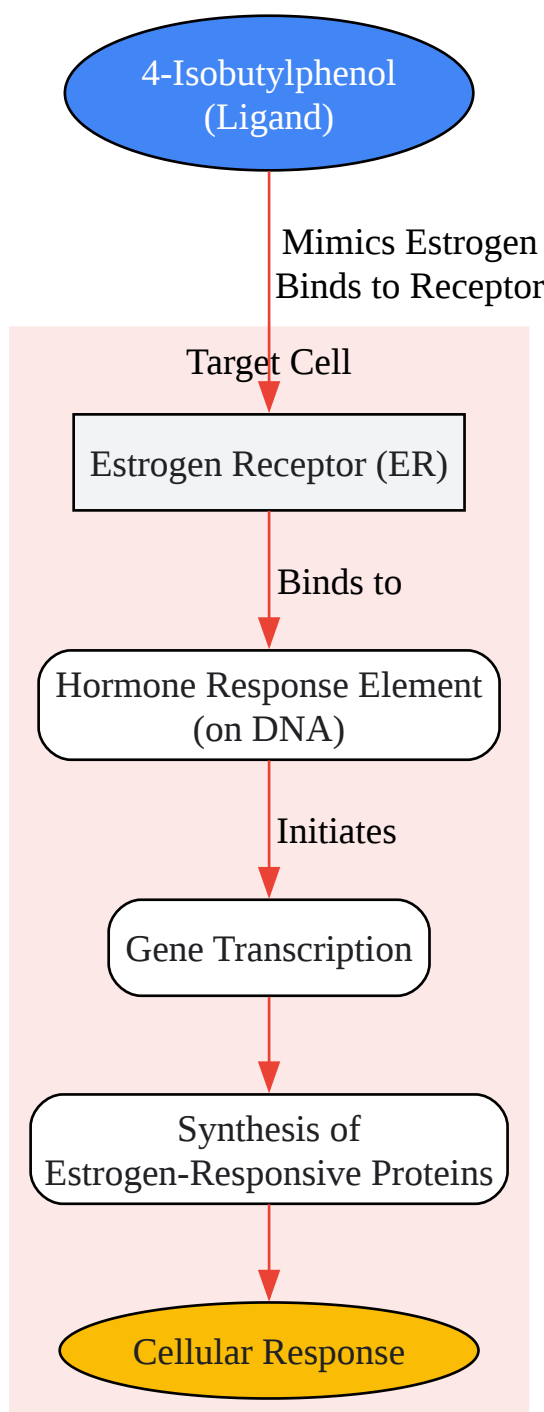 4-Isobutylphenol
(Ligand)
Mimics Estrogen
Binds to Receptor
Target Cell
Estrogen Receptor (ER)
Binds to
Hormone Response Element
(on DNA)
Initiates
Gene Transcription
Synthesis of
Estrogen-Responsive Proteins
Cellular Response